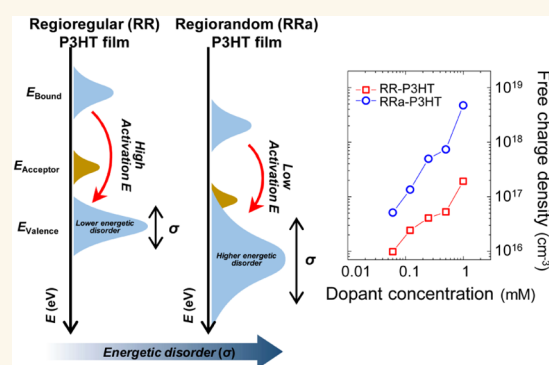 Regioregular (RR)
P3HT film
Regiorandom (RRa)
P3HT film
E_Bound
E_Acceptor
E_Valence
High
Activation E
Low
Activation E
Lower energetic
disorder
Higher energetic
disorder
σ
σ
E (eV)
E (eV)
Energetic disorder (σ)
RR-P3HT
RRa-P3HT
10^19
10^18
10^17
10^16
Free charge density (cm^-3)
0.01
0.1
1
10
Dopant concentration (mM)